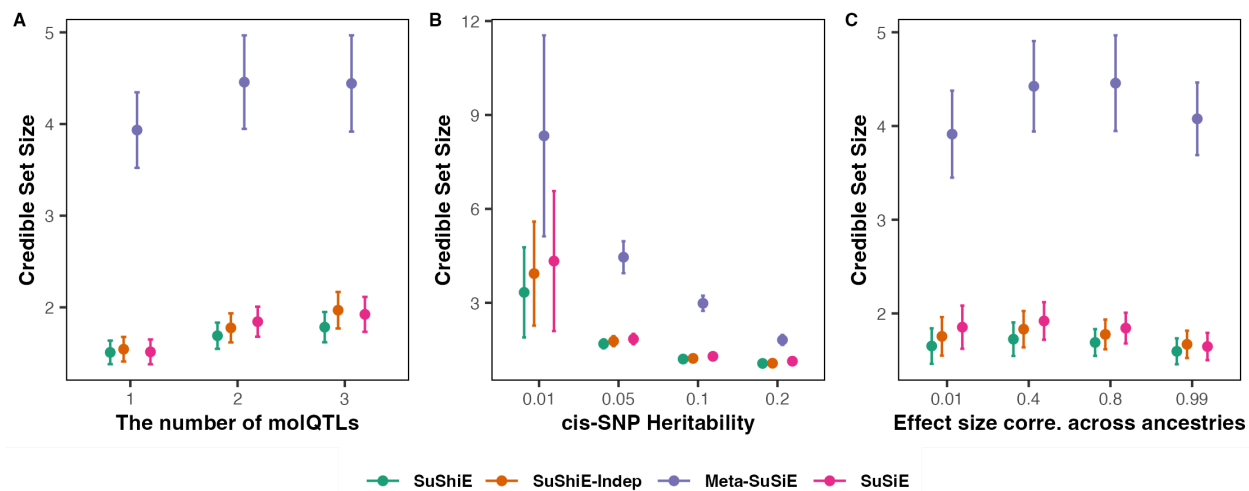 A
B
C
5
4
3
2
Credible Set Size
1
2
3
The number of molQTLs
12
9
6
3
Credible Set Size
0.01
0.05
0.1
0.2
cis-SNP Heritability
5
4
3
2
Credible Set Size
0.01
0.4
0.8
0.99
Effect size corre. across ancestries
SuShiE SuShiE-Indep Meta-SuSiE SuSiE